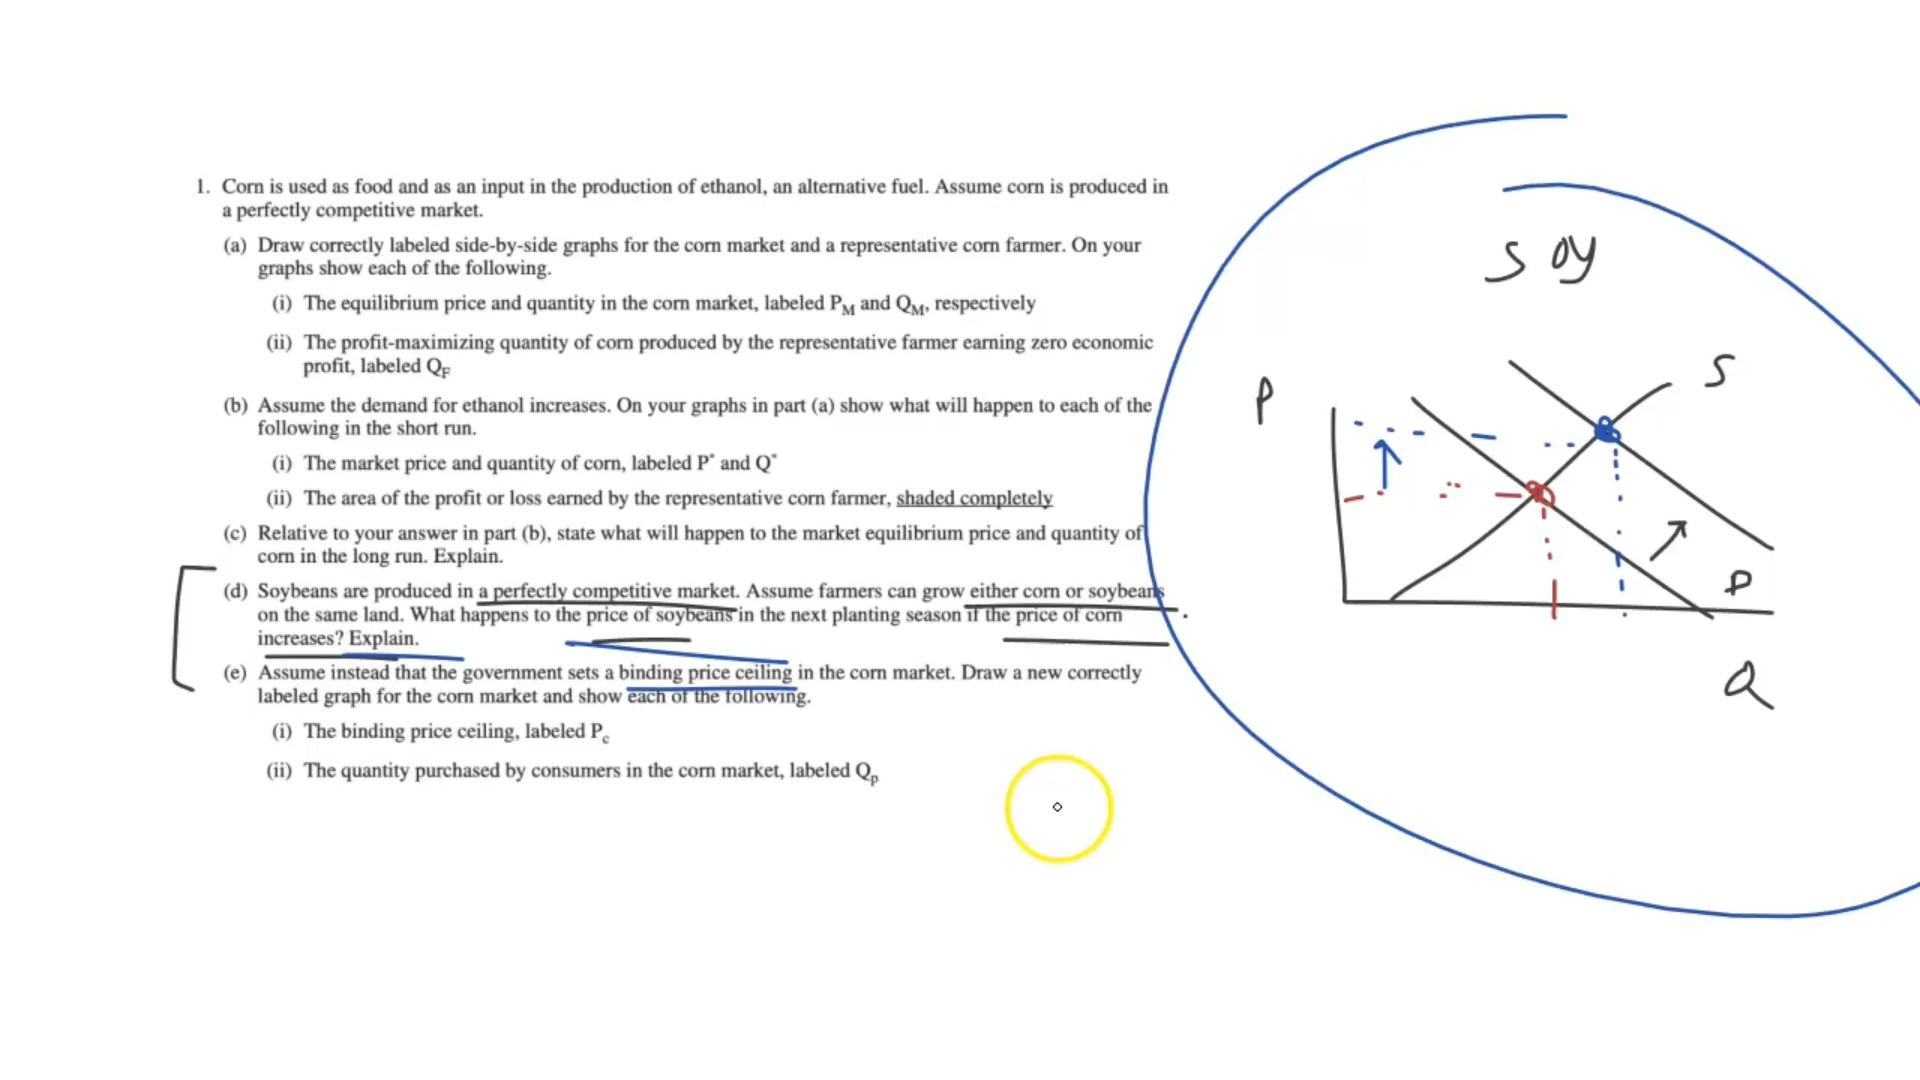 1. Corn is used as food and as an input in the production of ethanol, an alternative fuel. Assume corn is produced in
a perfectly competitive market.
(a) Draw correctly labeled side-by-side graphs for the corn market and a representative corn farmer. On your
graphs show each of the following.
(i) The equilibrium price and quantity in the corn market, labeled P_M and Q_M, respectively
(ii) The profit-maximizing quantity of corn produced by the representative farmer earning zero economic
profit, labeled Q_F
(b) Assume the demand for ethanol increases. On your graphs in part (a) show what will happen to each of the
following in the short run.
(i) The market price and quantity of corn, labeled P* and Q*
(ii) The area of the profit or loss earned by the representative corn farmer, shaded completely
(c) Relative to your answer in part (b), state what will happen to the market equilibrium price and quantity of
corn in the long run. Explain.
(d) Soybeans are produced in a perfectly competitive market. Assume farmers can grow either corn or soybeans
on the same land. What happens to the price of soybeans in the next planting season if the price of corn
increases? Explain.
(e) Assume instead that the government sets a binding price ceiling in the corn market. Draw a new correctly
labeled graph for the corn market and show each of the following.
(i) The binding price ceiling, labeled P_c
(ii) The quantity purchased by consumers in the corn market, labeled Q_p
soy
S
P
D
Q